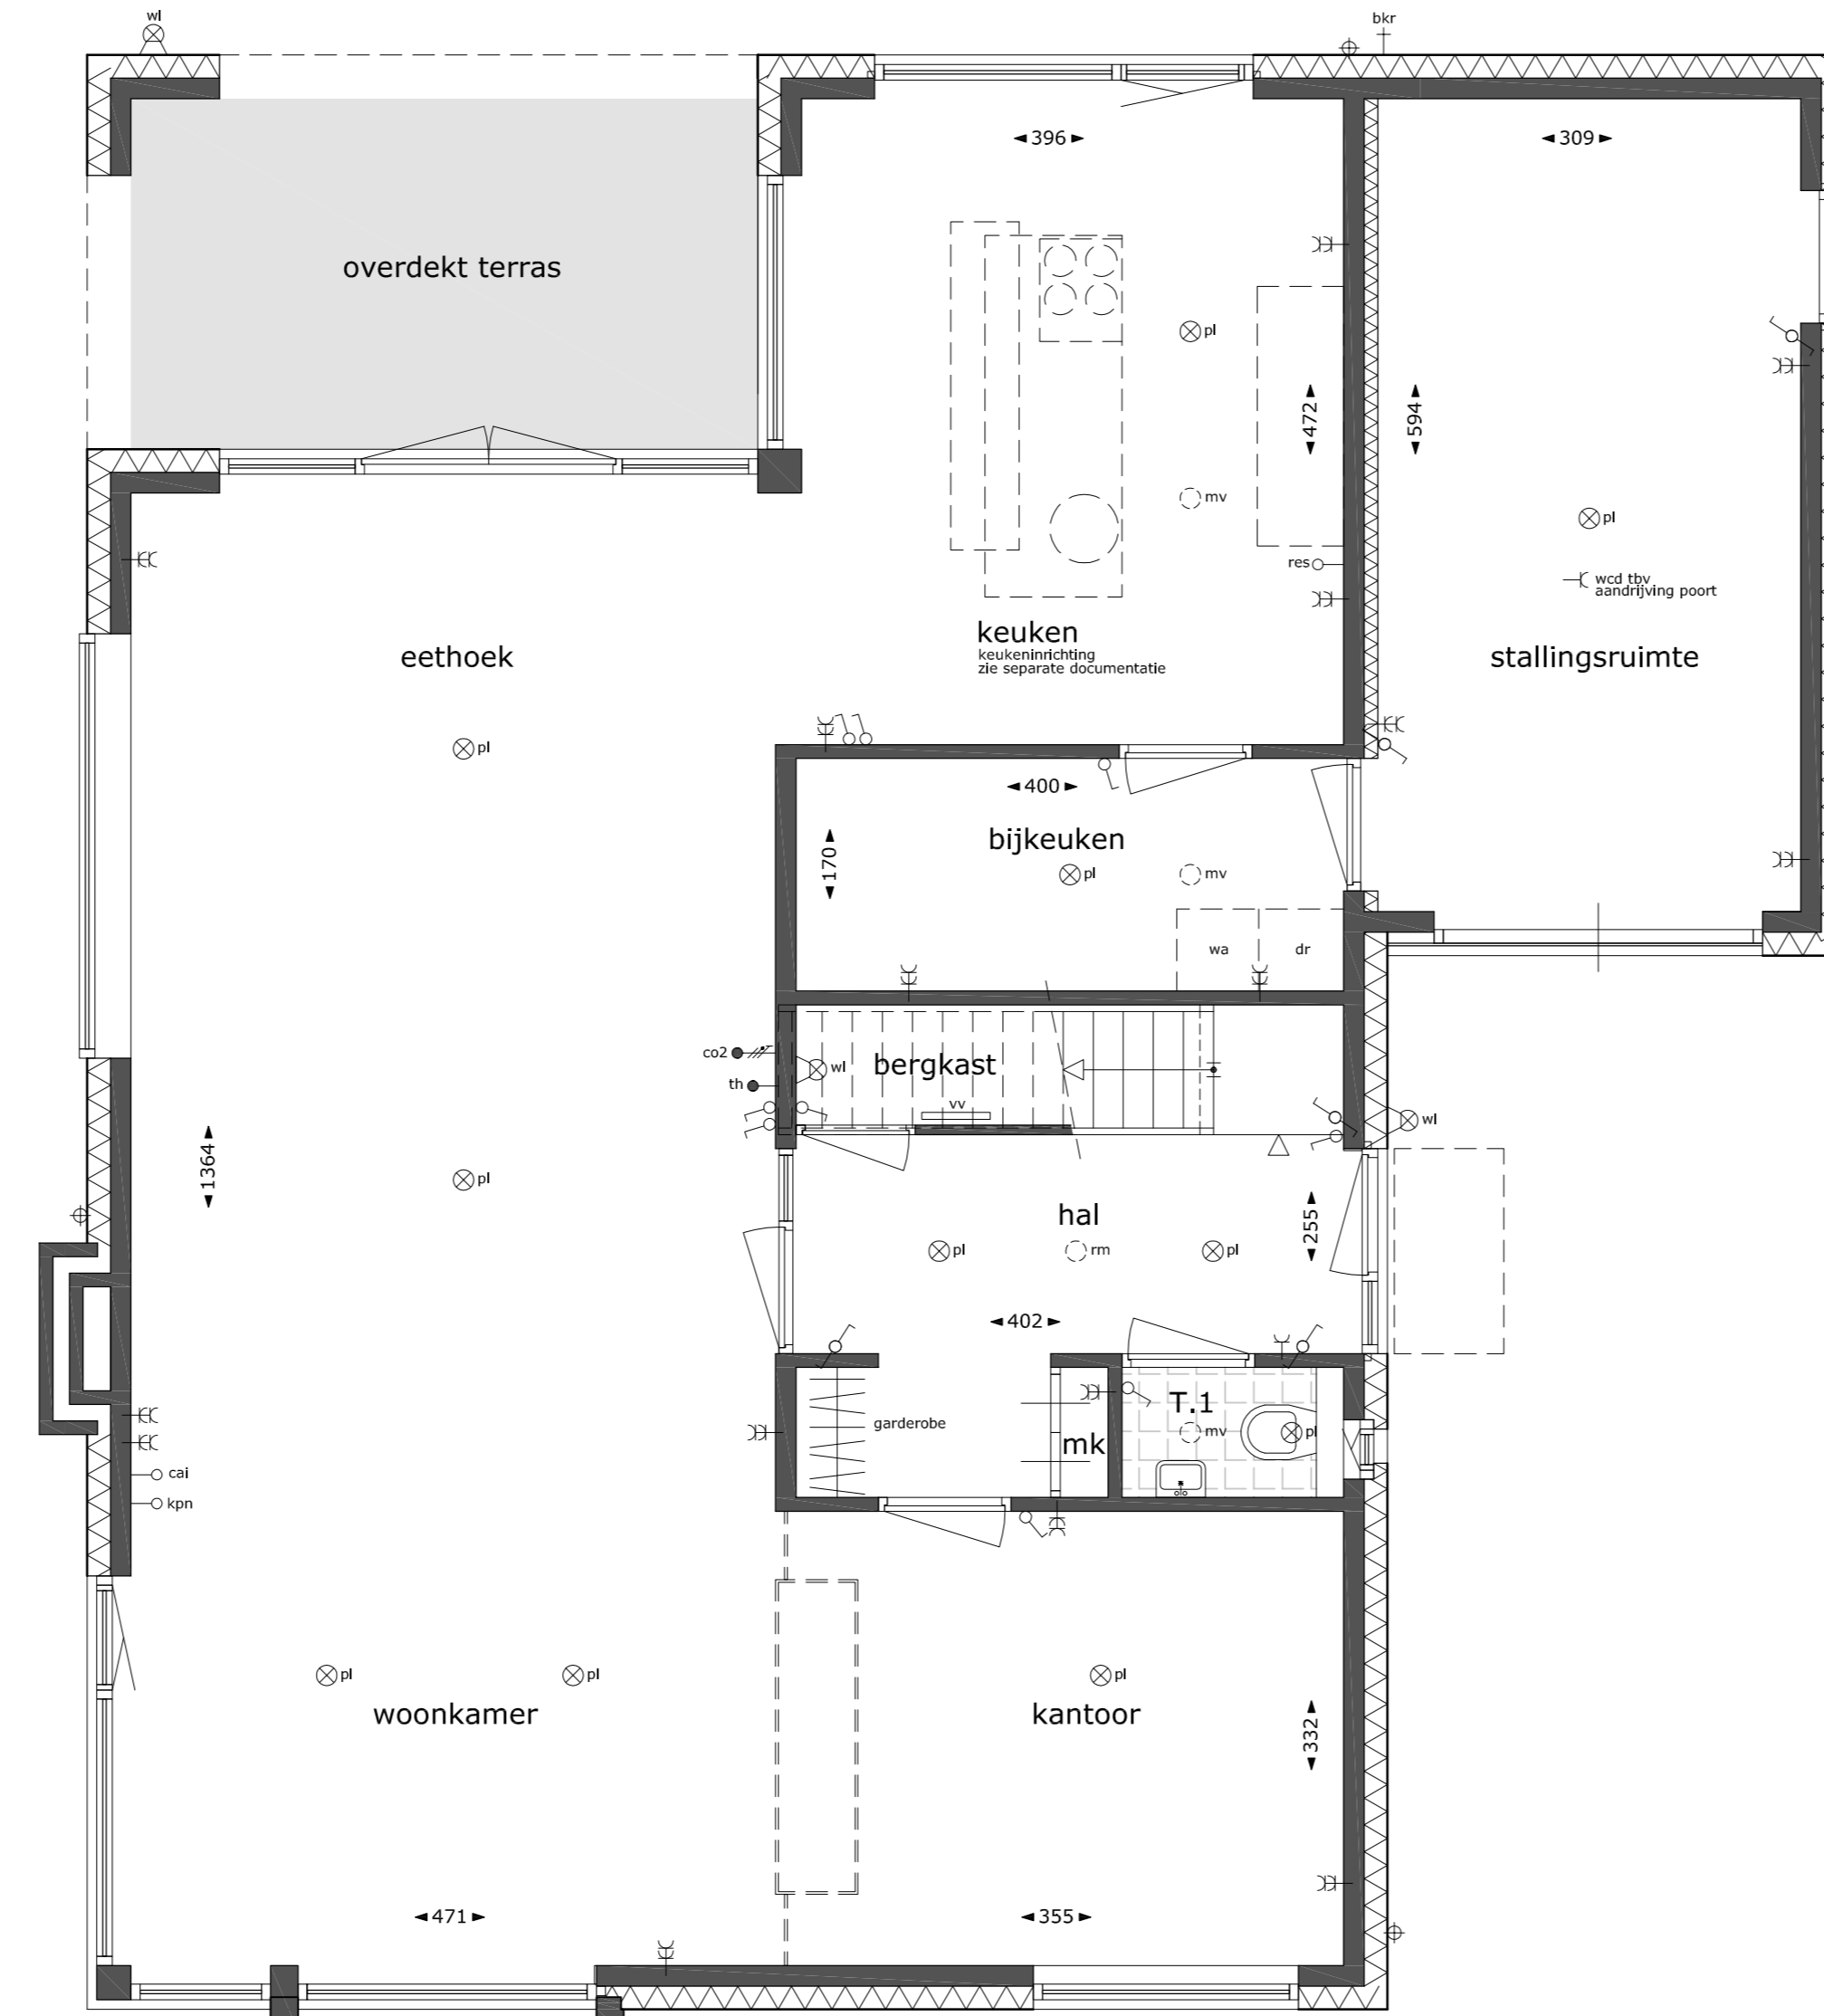 wl
bkr
◄396►
◄309►
overdekt terras
pl
◄472►
◄594►
mv
pl
res
wcd tbv
aandrijving poort
keuken
keukeninrichting
zie separate documentatie
eethoek
stallingsruimte
pl
◄400►
bijkeuken
◄170►
pl
mv
wa
dr
co2
th
wl
bergkast
vv
wl
◄1364►
pl
hal
◄255►
pl
rm
pl
◄402►
T.1
garderobe
mk
mv
pl
cai
kpn
pl
pl
pl
woonkamer
kantoor
◄332►
◄471►
◄355►